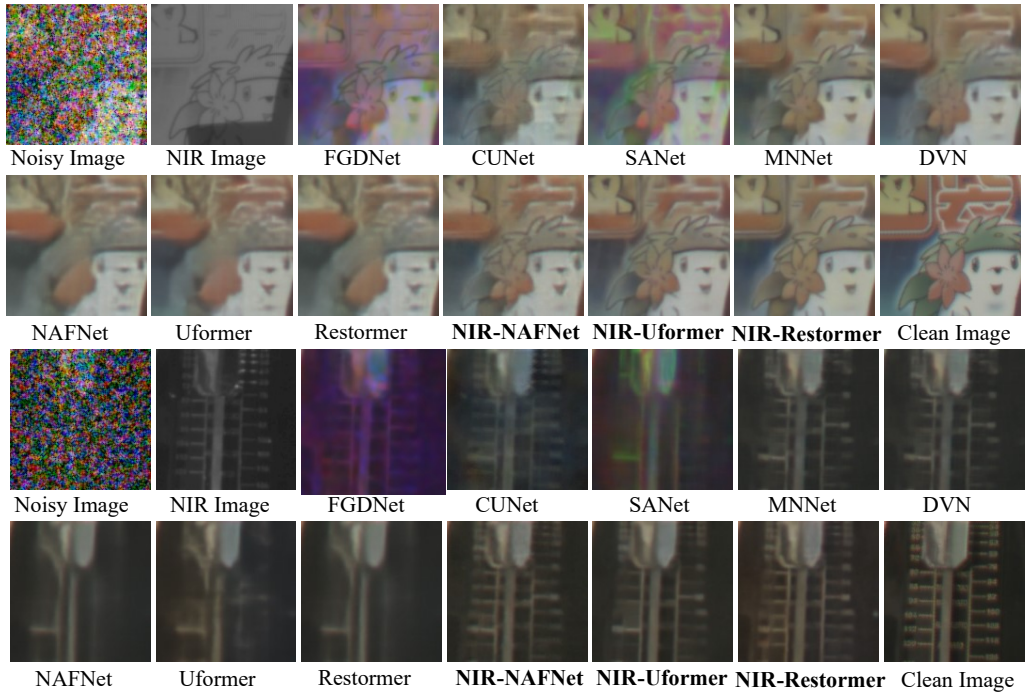 Noisy Image NIR Image FGDNet CUNet SANet MNNet DVN
NAFNet Uformer Restormer NIR-NAFNet NIR-Uformer NIR-Restormer Clean Image
Noisy Image NIR Image FGDNet CUNet SANet MNNet DVN
NAFNet Uformer Restormer NIR-NAFNet NIR-Uformer NIR-Restormer Clean Image